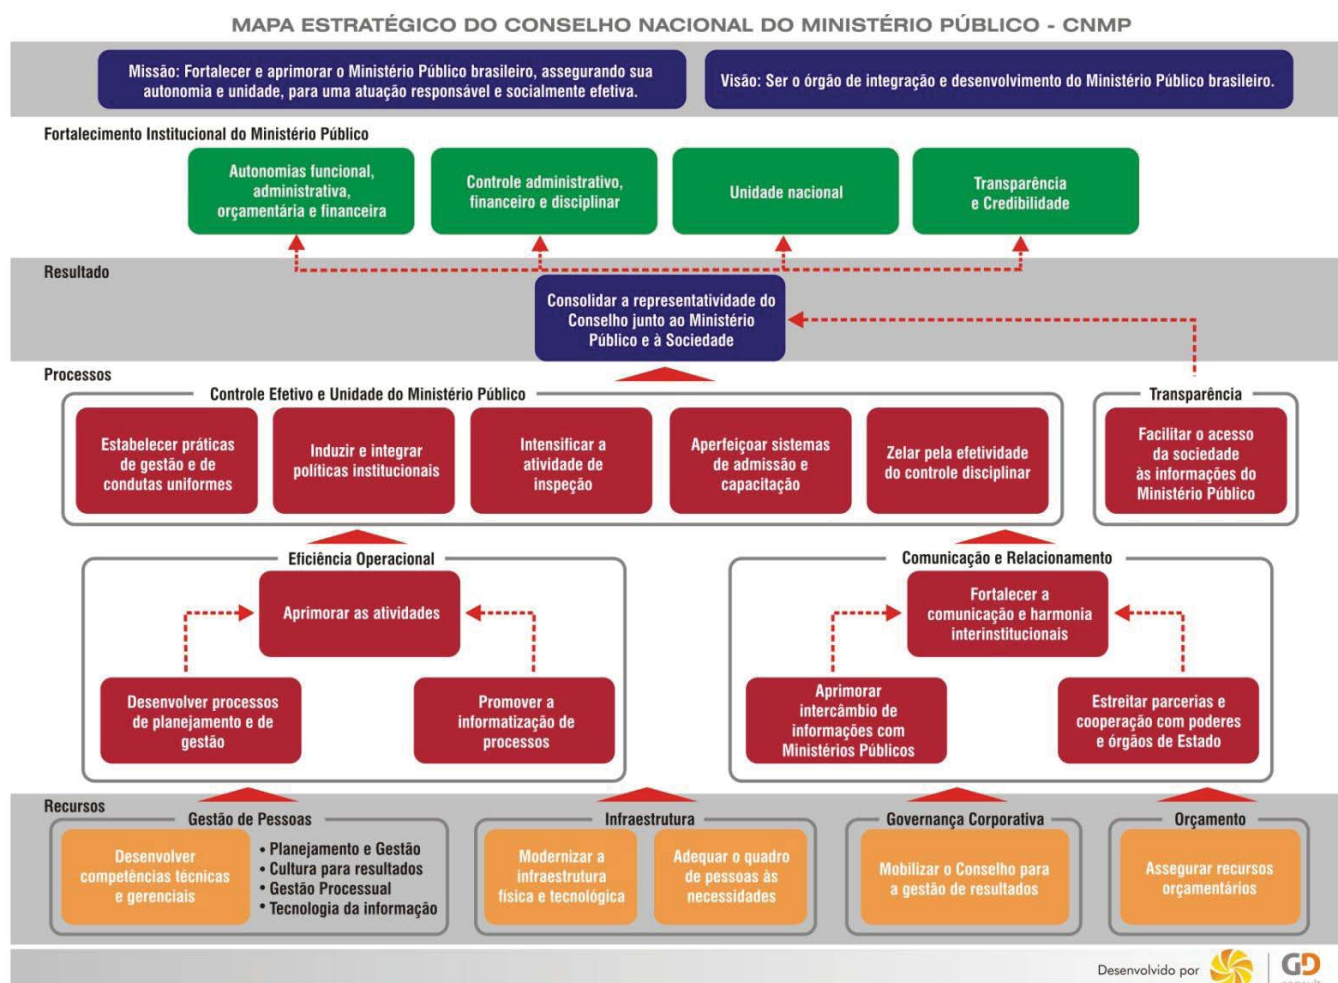 MAPA ESTRATÉGICO DO CONSELHO NACIONAL DO MINISTÉRIO PÚBLICO - CNMP
Missão: Fortalecer e aprimorar o Ministério Público brasileiro, assegurando sua
autonomia e unidade, para uma atuação responsável e socialmente efetiva.
Visão: Ser o órgão de integração e desenvolvimento do Ministério Público brasileiro.
Fortalecimento Institucional do Ministério Público
Autonomias funcional,
administrativa,
orçamentária e financeira
Controle administrativo,
financeiro e disciplinar
Unidade nacional
Transparência
e Credibilidade
Resultado
Consolidar a representatividade do
Conselho junto ao Ministério
Público e à Sociedade
Processos
Controle Efetivo e Unidade do Ministério Público
Estabelecer práticas
de gestão e de
condutas uniformes
Induzir e integrar
políticas institucionais
Intensificar a
atividade de
inspeção
Aperfeiçoar sistemas
de admissão e
capacitação
Zelar pela efetividade
do controle disciplinar
Transparência
Facilitar o acesso
da sociedade
às informações do
Ministério Público
Eficiência Operacional
Aprimorar as atividades
Desenvolver processos
de planejamento e de
gestão
Promover a
informatização de
processos
Comunicação e Relacionamento
Fortalecer a
comunicação e harmonia
interinstitucionais
Aprimorar
intercâmbio de
informações com
Ministérios Públicos
Estreitar parcerias e
cooperação com poderes
e órgãos de Estado
Recursos
Gestão de Pessoas
Desenvolver
competências técnicas
e gerenciais
• Planejamento e Gestão
• Cultura para resultados
• Gestão Processual
• Tecnologia da informação
Infraestrutura
Modernizar a
infraestrutura
física e tecnológica
Adequar o quadro
de pessoas às
necessidades
Governança Corporativa
Mobilizar o Conselho para
a gestão de resultados
Orçamento
Assegurar recursos
orçamentários
Desenvolvido por
GD